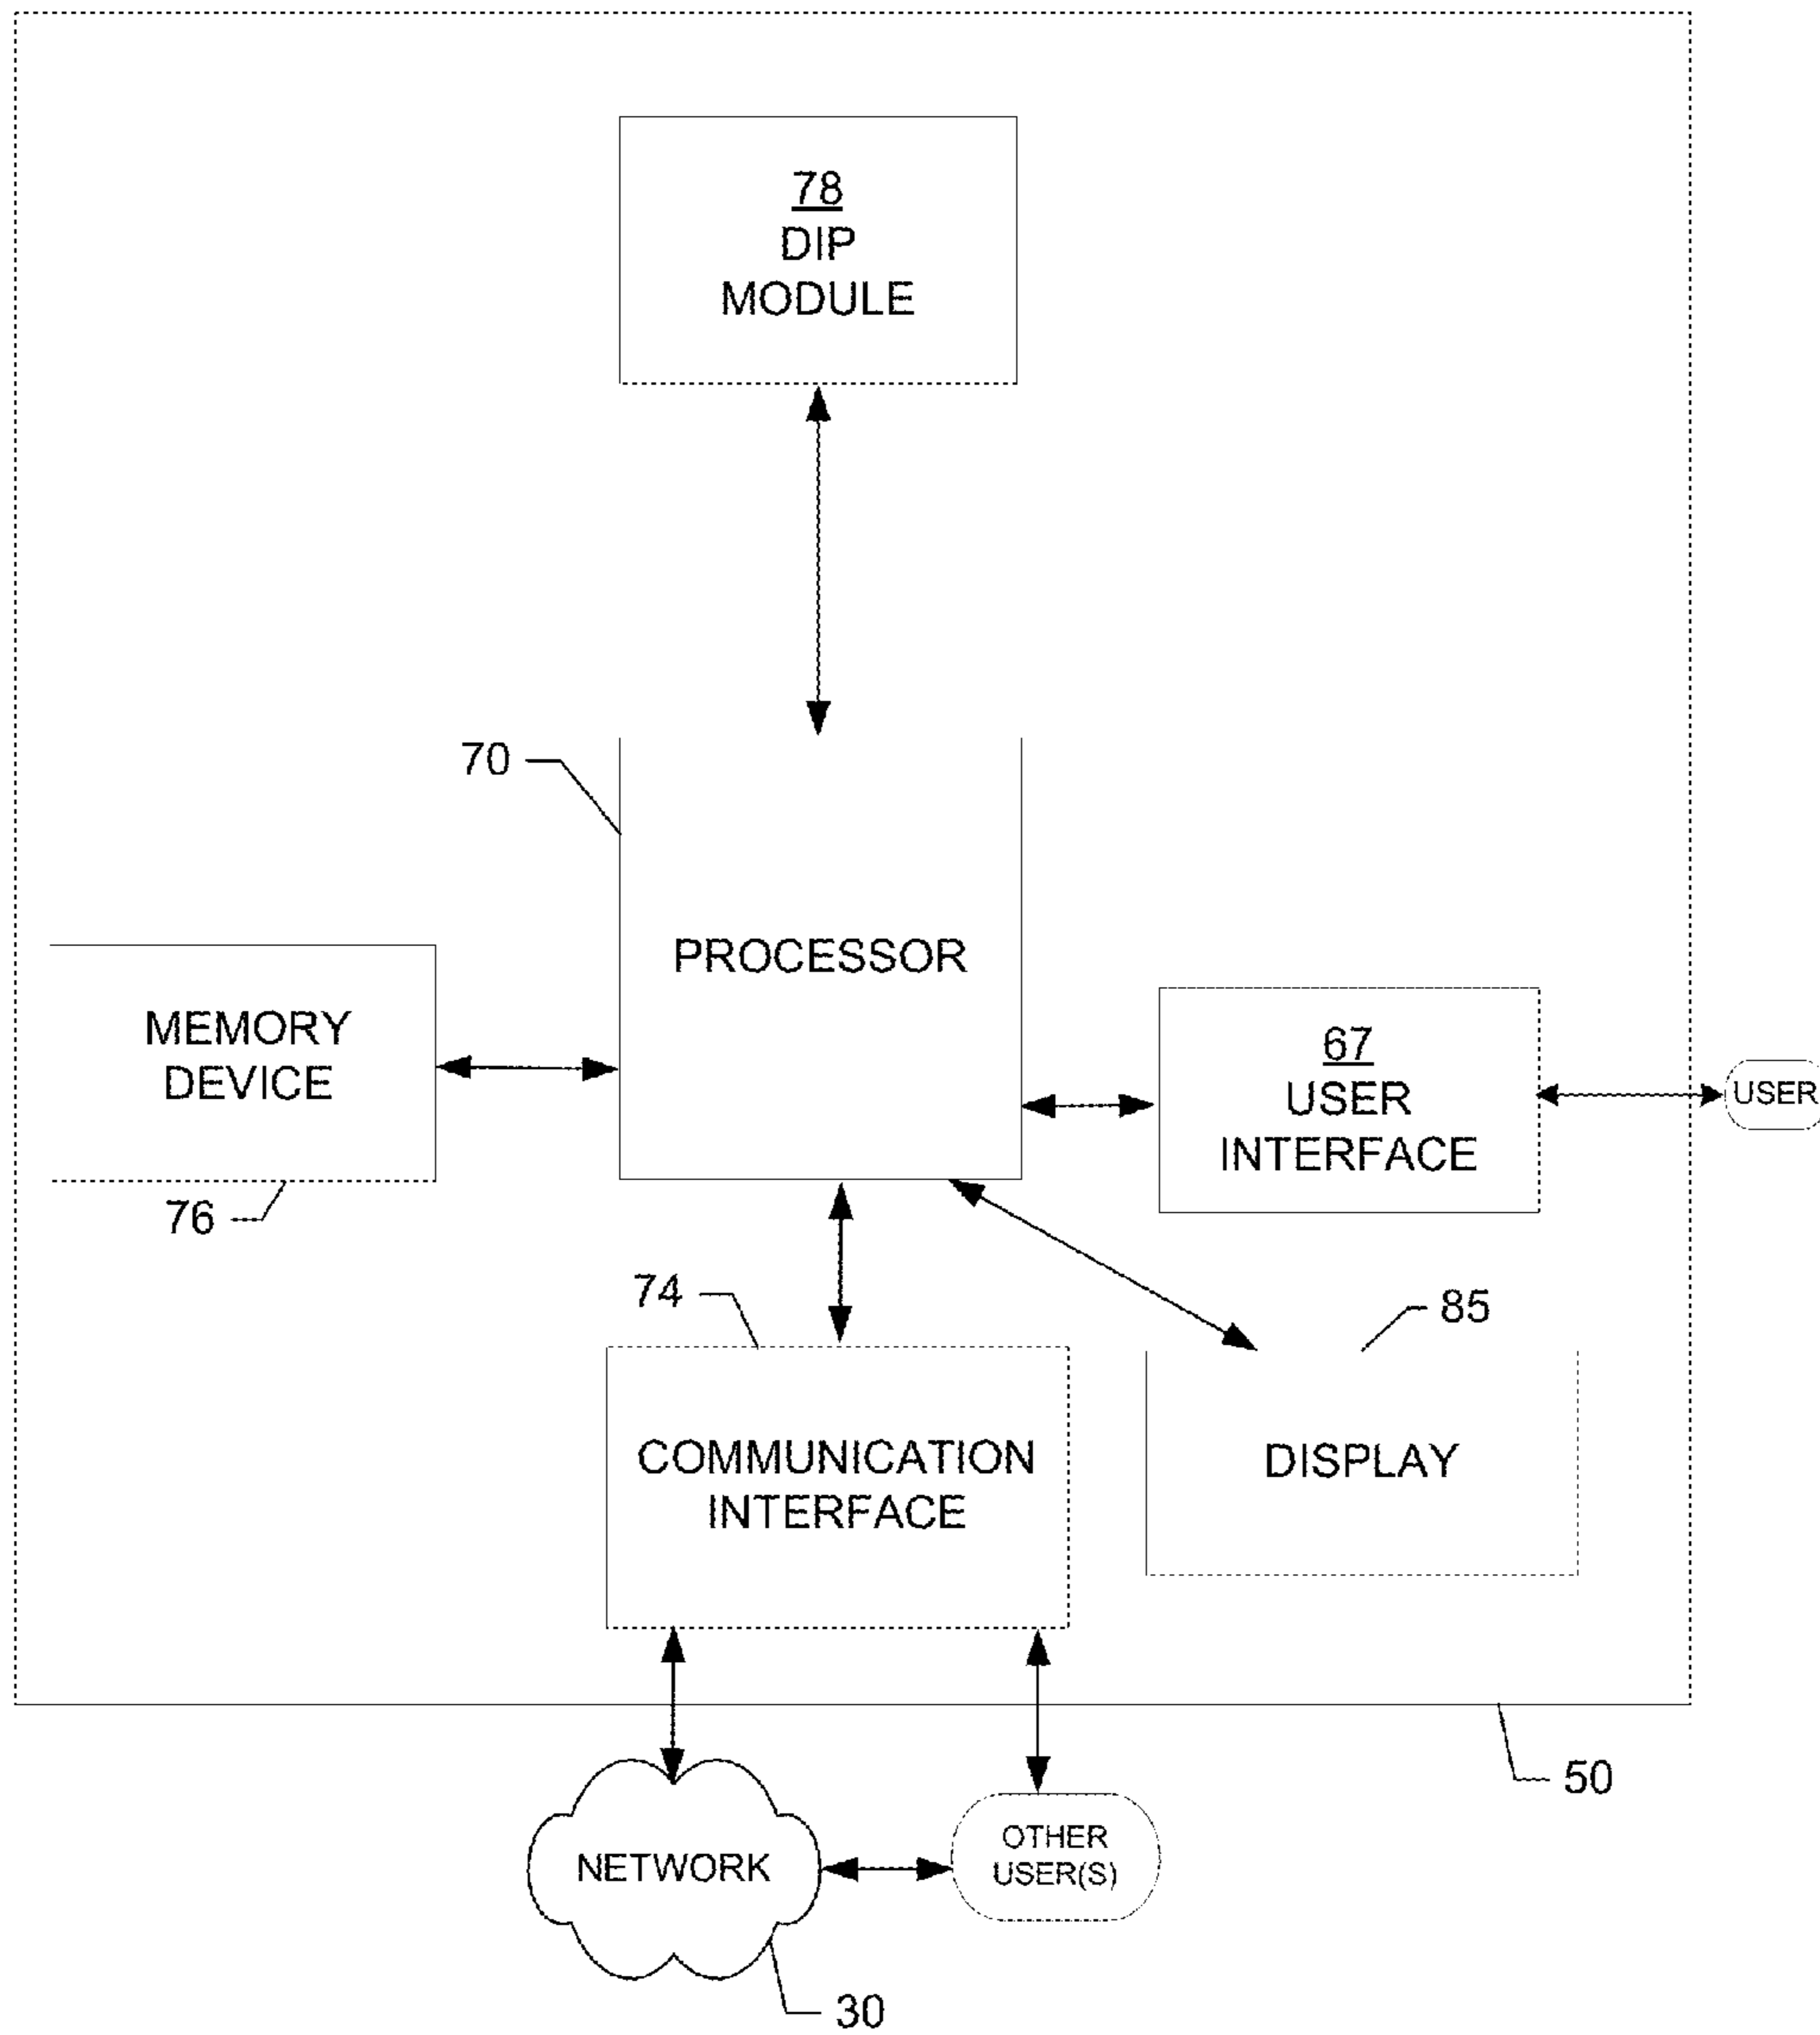 78
DIP
MODULE
70
PROCESSOR
MEMORY
DEVICE
76
67
USER
INTERFACE
USER
74
85
COMMUNICATION
INTERFACE
DISPLAY
50
NETWORK
OTHER
USER(S)
30